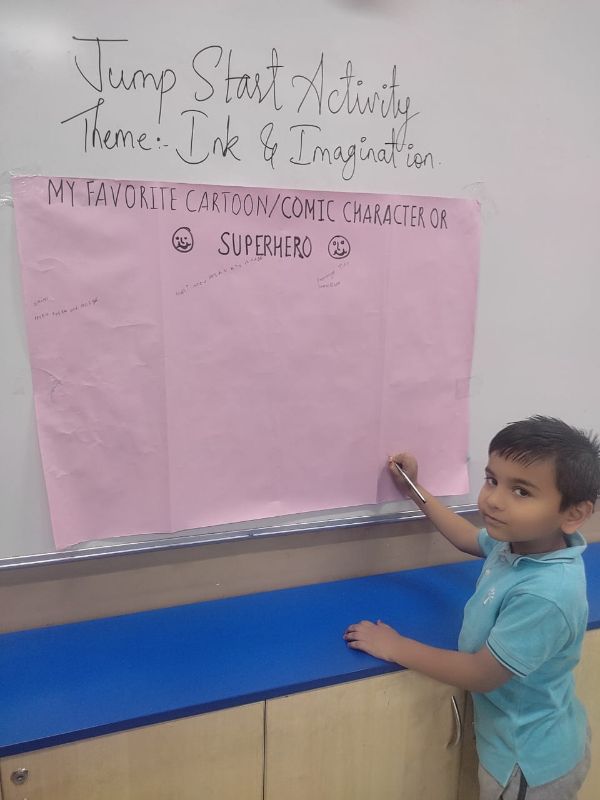 Jump Start Activity
Theme:- Ink & Imagination.
MY FAVORITE CARTOON/COMIC CHARACTER OR
SUPERHERO